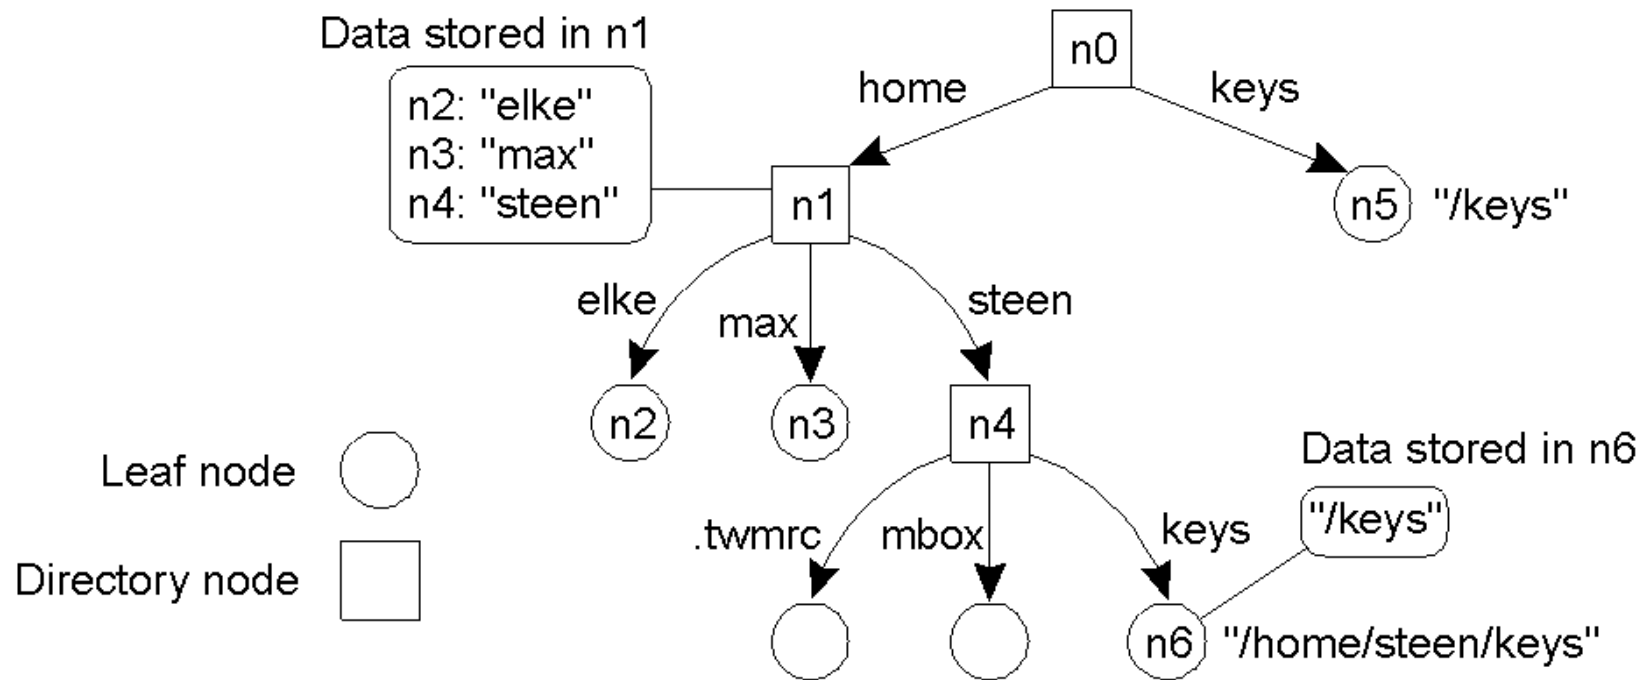 Data stored in n1
n0
n2: "elke"
n3: "max"
n4: "steen"
home
keys
n1
n5
"/keys"
elke
max
steen
n2
n3
n4
Data stored in n6
"/keys"
Leaf node
.twmrc
mbox
keys
Directory node
n6
"/home/steen/keys"